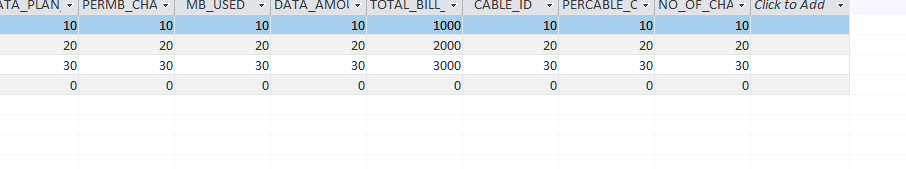 ATA_PLAN_ PERMB_CHA MB_USED DATA_AMOU TOTAL_BILL_ CABLE_ID PERCABLE_C NO_OF_CHA Click to Add
10 10 10 10 1000 10 10 10
20 20 20 20 2000 20 20 20
30 30 30 30 3000 30 30 30
0 0 0 0 0 0 0 0